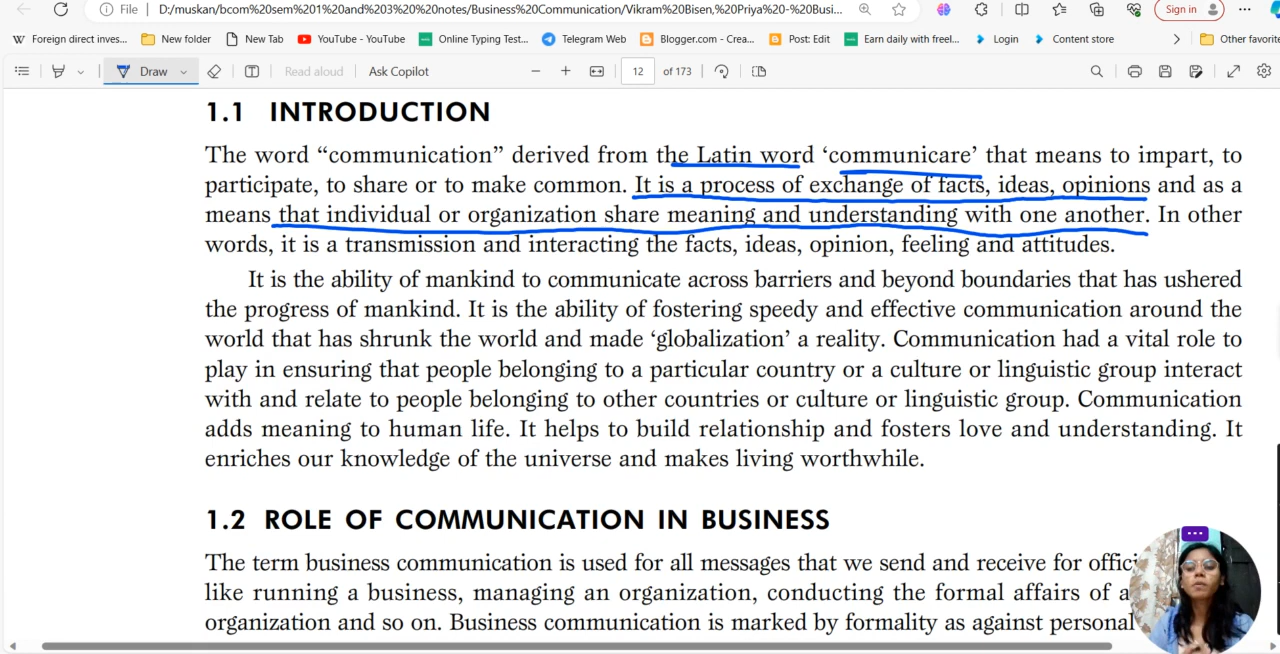 File D:/muskan/bcom%20sem%201%20and%203%20%20notes/Business%20Communication/Vikram%20Bisen,%20Priya%20-%20Busi... Sign in
Foreign direct inves... New folder New Tab YouTube - YouTube Online Typing Test... Telegram Web Blogger.com - Crea... Post: Edit Earn daily with freel... Login Content store Other favorite
Draw Read aloud Ask Copilot 12 of 173
1.1 INTRODUCTION
The word “communication” derived from the Latin word ‘communicare’ that means to impart, to
participate, to share or to make common. It is a process of exchange of facts, ideas, opinions and as a
means that individual or organization share meaning and understanding with one another. In other
words, it is a transmission and interacting the facts, ideas, opinion, feeling and attitudes.
It is the ability of mankind to communicate across barriers and beyond boundaries that has ushered
the progress of mankind. It is the ability of fostering speedy and effective communication around the
world that has shrunk the world and made ‘globalization’ a reality. Communication had a vital role to
play in ensuring that people belonging to a particular country or a culture or linguistic group interact
with and relate to people belonging to other countries or culture or linguistic group. Communication
adds meaning to human life. It helps to build relationship and fosters love and understanding. It
enriches our knowledge of the universe and makes living worthwhile.
1.2 ROLE OF COMMUNICATION IN BUSINESS
The term business communication is used for all messages that we send and receive for offici
like running a business, managing an organization, conducting the formal affairs of a
organization and so on. Business communication is marked by formality as against personal